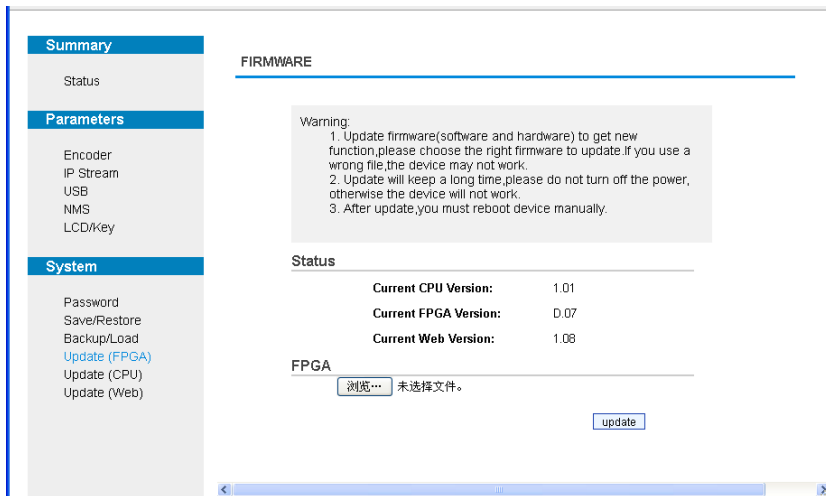 Summary
Status
Parameters
Encoder
IP Stream
USB
NMS
LCD/Key
System
Password
Save/Restore
Backup/Load
Update (FPGA)
Update (CPU)
Update (Web)
FIRMWARE
Warning:
1. Update firmware(software and hardware) to get new
function,please choose the right firmware to update.If you use a
wrong file,the device may not work.
2. Update will keep a long time,please do not turn off the power,
otherwise the device will not work.
3. After update,you must reboot device manually.
Status
Current CPU Version: 1.01
Current FPGA Version: D.07
Current Web Version: 1.08
FPGA
浏览… 未选择文件。
update